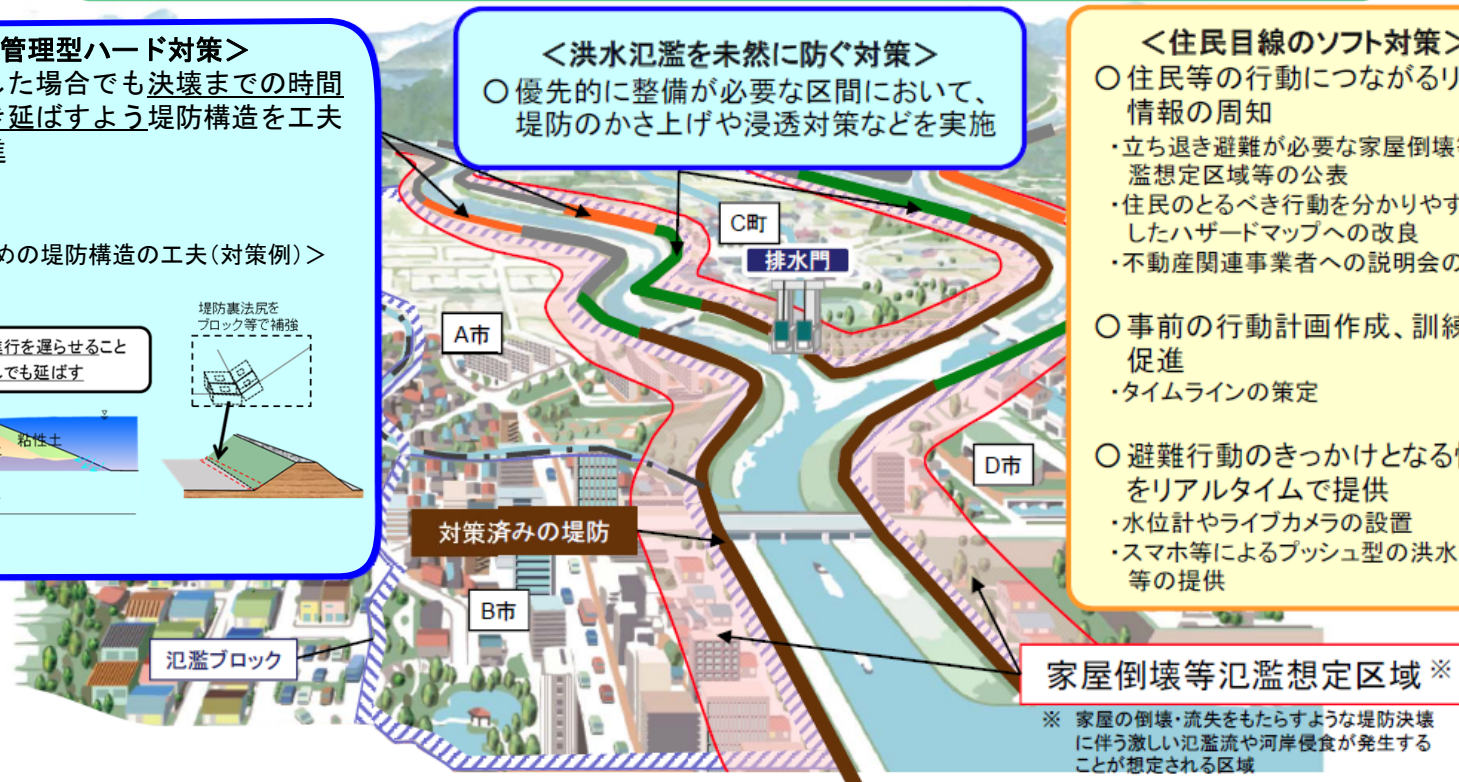 管理型ハード対策＞
した場合でも決壊までの時間
を延ばすよう堤防構造を工夫
進
めの堤防構造の工夫(対策例)＞
進行を遅らせること
しでも延ばす
粘性土
堤防裏法尻を
ブロック等で補強
＜洪水氾濫を未然に防ぐ対策＞
○優先的に整備が必要な区間において、
堤防のかさ上げや浸透対策などを実施
C町
排水門
A市
D市
対策済みの堤防
B市
氾濫ブロック
＜住民目線のソフト対策＞
○住民等の行動につながるリ
情報の周知
・立ち退き避難が必要な家屋倒壊等
濫想定区域等の公表
・住民のとるべき行動を分かりやす
したハザードマップへの改良
・不動産関連事業者への説明会の
○事前の行動計画作成、訓練
促進
・タイムラインの策定
○避難行動のきっかけとなる情
をリアルタイムで提供
・水位計やライブカメラの設置
・スマホ等によるプッシュ型の洪水
等の提供
家屋倒壊等氾濫想定区域※
※ 家屋の倒壊・流失をもたらすような堤防決壊
に伴う激しい氾濫流や河岸侵食が発生する
ことが想定される区域